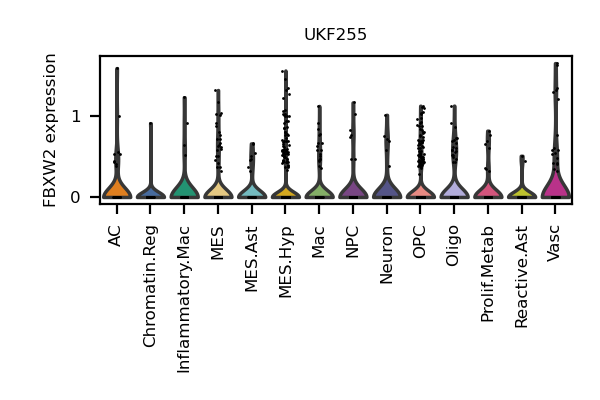 UKF255
FBXW2 expression
1
0
AC
Chromatin.Reg
Inflammatory.Mac
MES
MES.Ast
MES.Hyp
Mac
NPC
Neuron
OPC
Oligo
Prolif.Metab
Reactive.Ast
Vasc